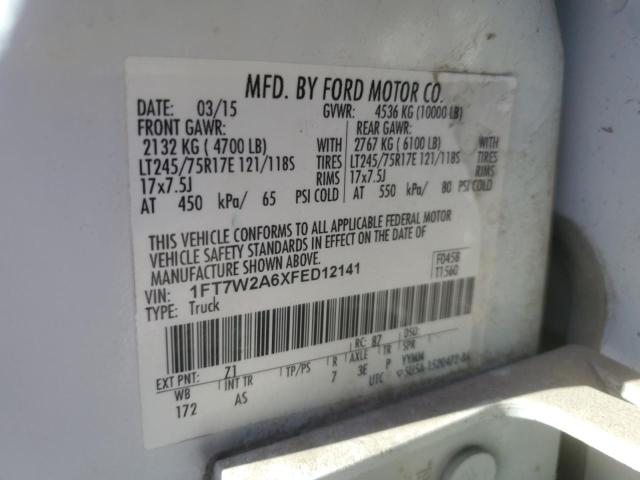 MFD. BY FORD MOTOR CO.
DATE: 03/15 GVWR: 4536 KG (10000 LB)
FRONT GAWR: REAR GAWR:
2132 KG ( 4700 LB) WITH 2767 KG ( 6100 LB) WITH
LT245/75R17E 121/118S TIRES LT245/75R17E 121/118S TIRES
17x7.5J RIMS 17x7.5J RIMS
AT 450 kPa/ 65 PSI COLD AT 550 kPa/ 80 PSI COLD
THIS VEHICLE CONFORMS TO ALL APPLICABLE FEDERAL MOTOR
VEHICLE SAFETY STANDARDS IN EFFECT ON THE DATE OF
MANUFACTURE SHOWN ABOVE.
VIN: 1FT7W2A6XFED12141 F0458
TYPE: Truck T1560
EXT PNT: Z1 RC: 87 DSO:
WB INT TR TP/PS R AXLE TR SPR
172 AS 7 3E P YYMM
UTC